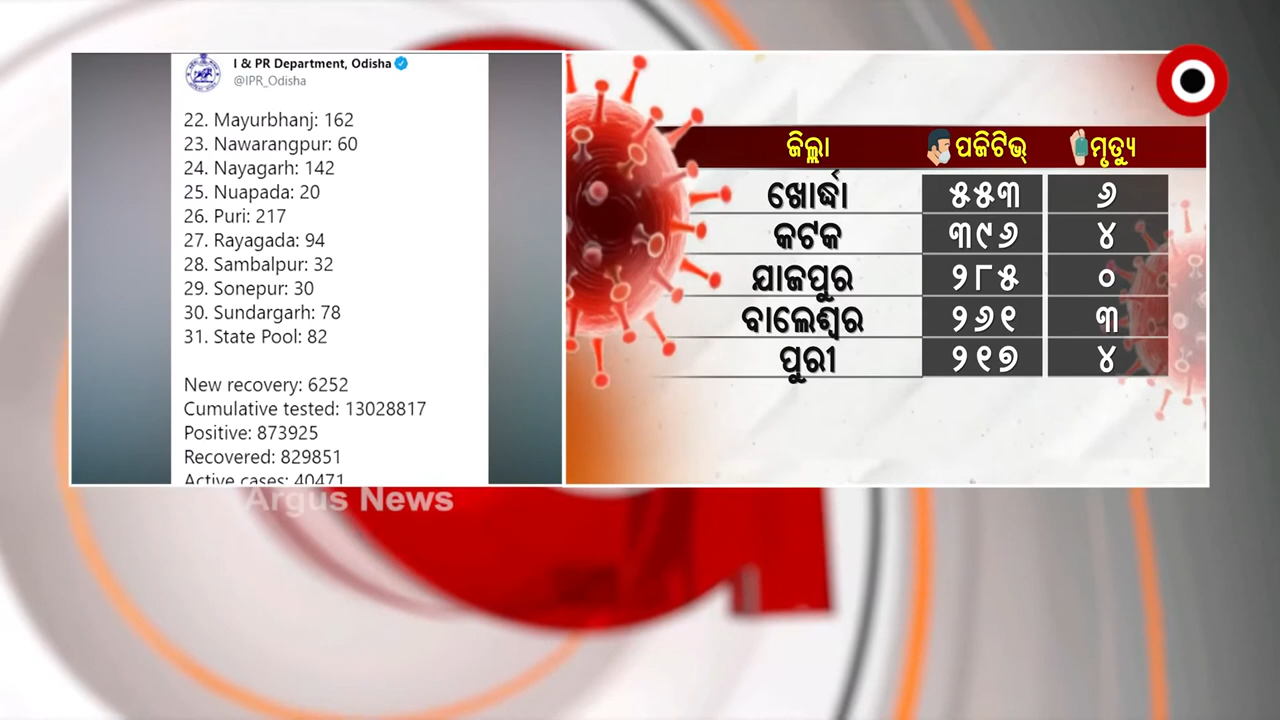 I & PR Department, Odisha
@IPR_Odisha
22. Mayurbhanj: 162
23. Nawarangpur: 60
24. Nayagarh: 142
25. Nuapada: 20
26. Puri: 217
27. Rayagada: 94
28. Sambalpur: 32
29. Sonepur: 30
30. Sundargarh: 78
31. State Pool: 82
New recovery: 6252
Cumulative tested: 13028817
Positive: 873925
Recovered: 829851
Active cases: 40471
ଜିଲ୍ଲା ପଜିଟିଭ୍ ମୃତ୍ୟୁ
ଖୋର୍ଦ୍ଧା ୫୫୩ ୬
କଟକ ୩୯୬ ୪
ଯାଜପୁର ୨୮୫ ୦
ବାଲେଶ୍ୱର ୨୬୧ ୩
ପୁରୀ ୨୧୭ ୪
Argus News